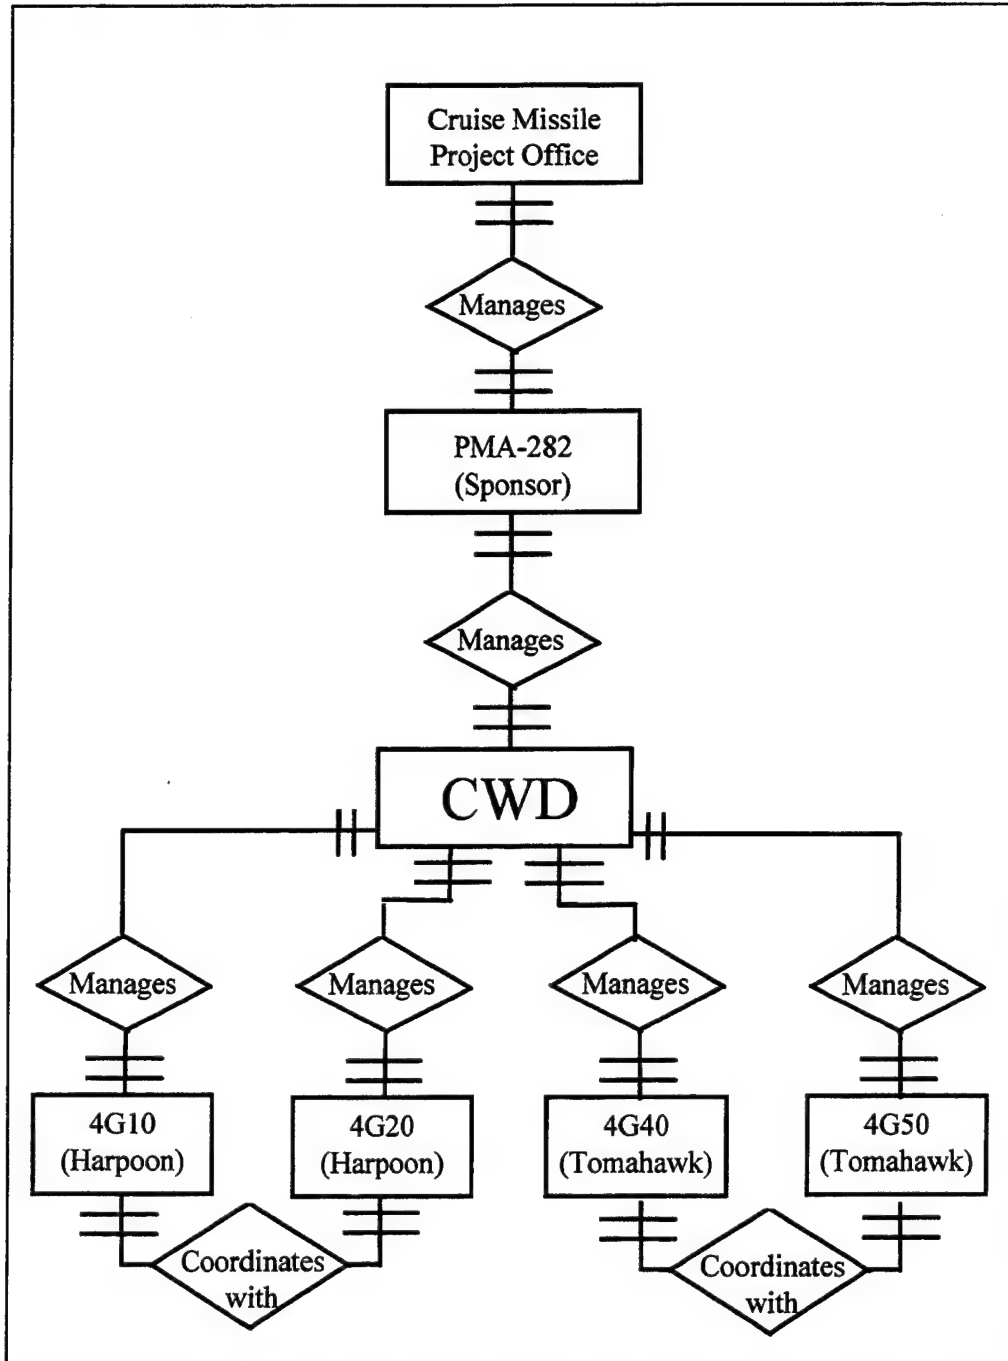 Cruise Missile
Project Office
Manages
PMA-282
(Sponsor)
Manages
CWD
Manages
Manages
Manages
Manages
4G10
(Harpoon)
4G20
(Harpoon)
4G40
(Tomahawk)
4G50
(Tomahawk)
Coordinates
with
Coordinates
with